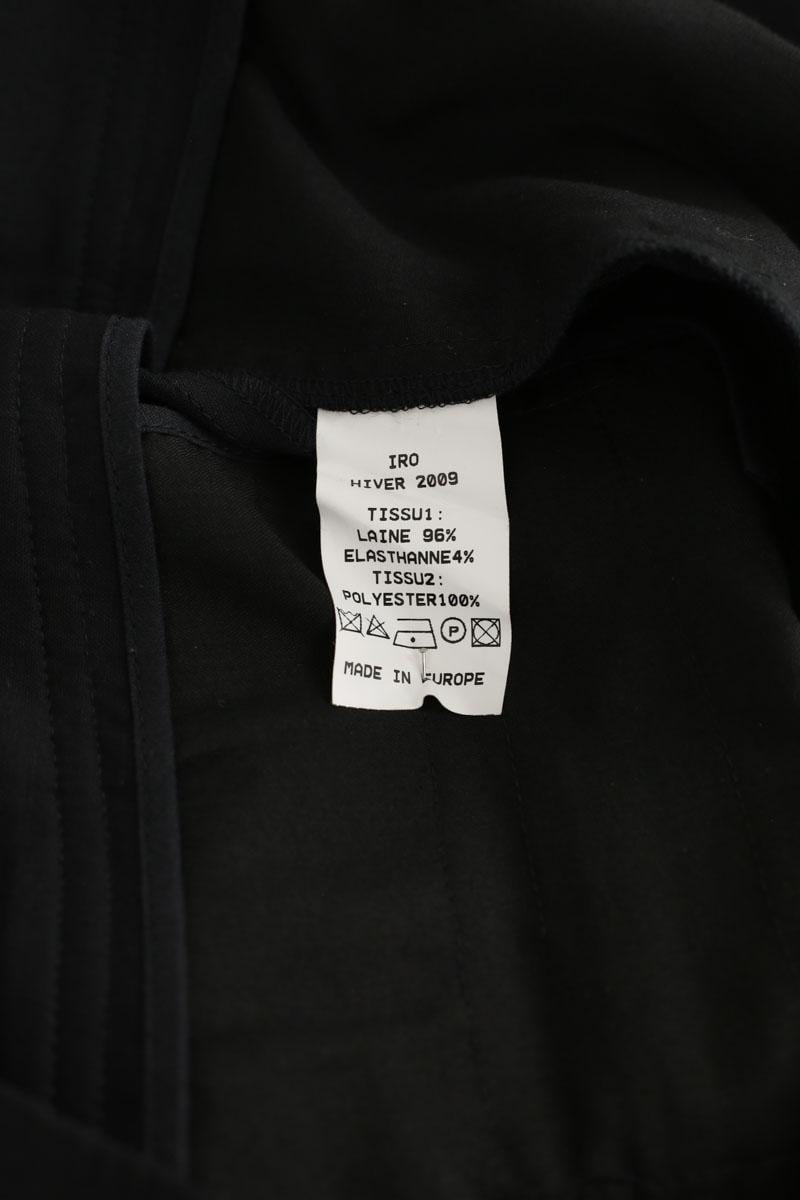 IRO
HIVER 2009
TISSU1:
LAINE 96%
ELASTHANNE4%
TISSU2:
POLYESTER100%
P
MADE IN EUROPE